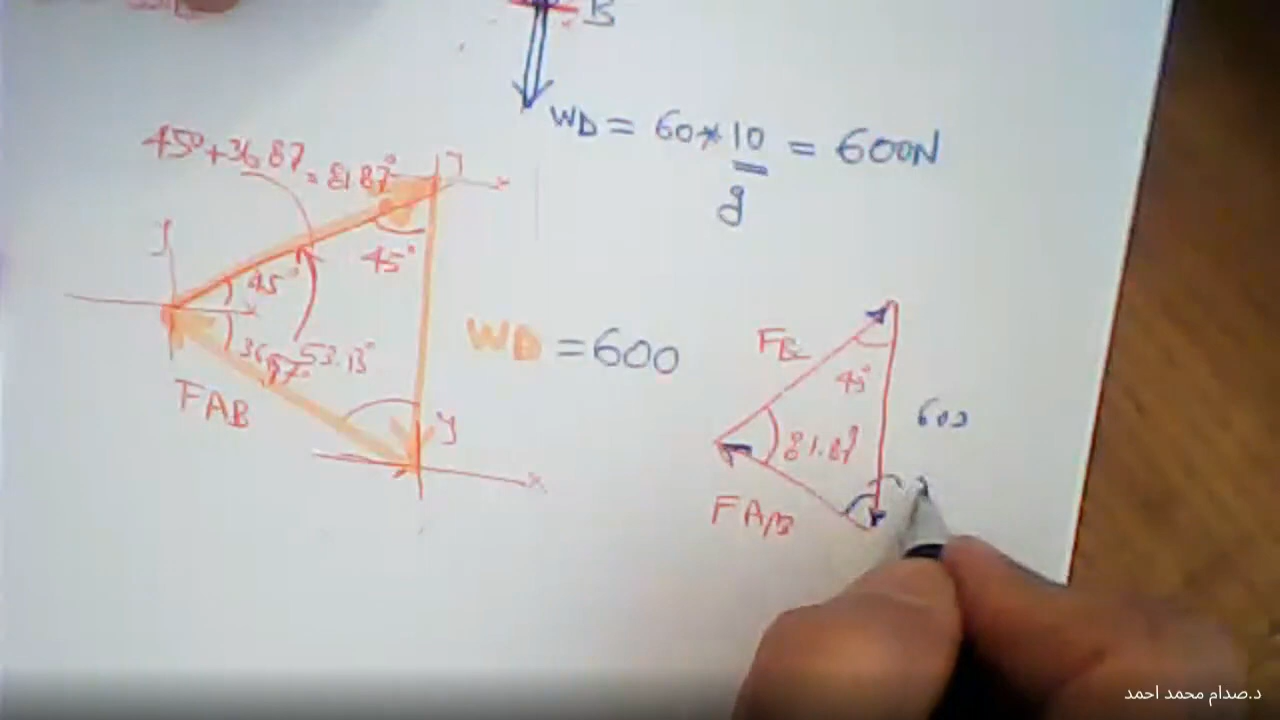 B
WD = 60*10 = 600N
g
45°+36.87
= 81.87°
y
45°
45°
36.87°
53.13°
WD = 600
FAB
y
x
45°
600
81.87
FAB
د.صدام محمد احمد